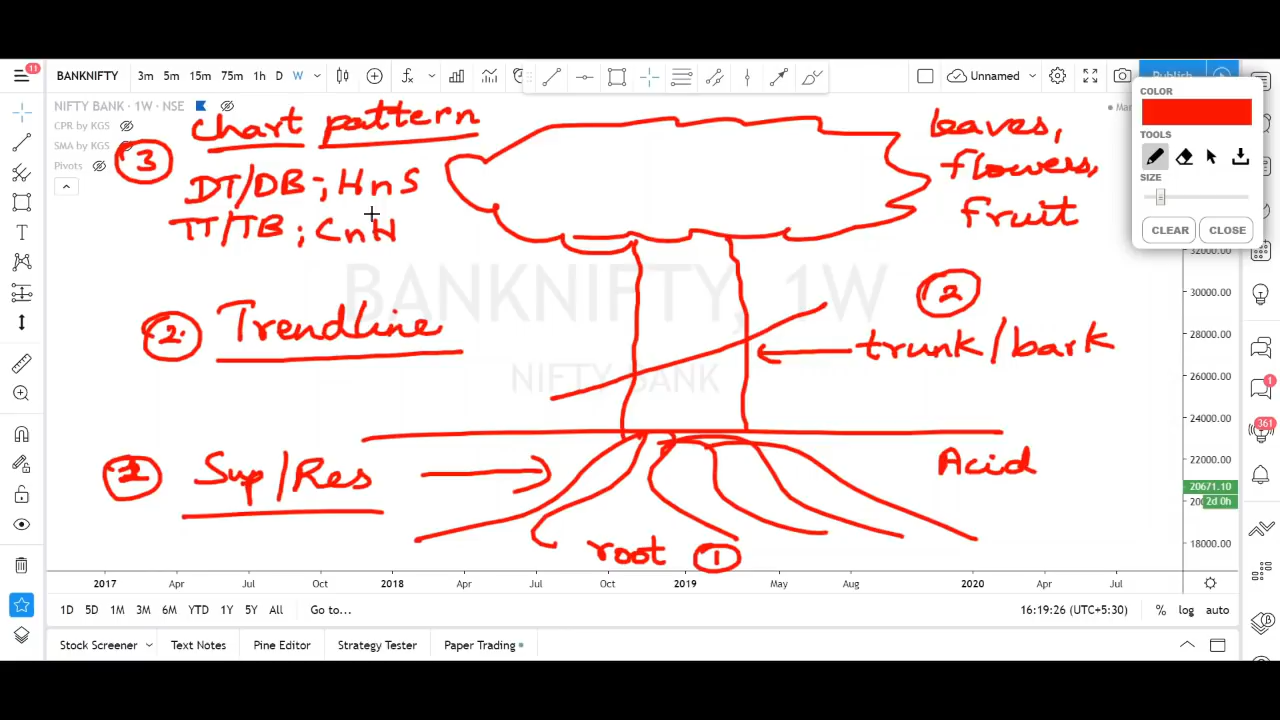 11
BANKNIFTY 3m 5m 15m 75m 1h D W
Unnamed
Publish
NIFTY BANK · 1W · NSE
CPR by KGS
SMA by KGS
Pivots
COLOR
TOOLS
SIZE
CLEAR CLOSE
chart pattern
3
DT/DB ; HnS
TT/TB ; CnH
leaves,
flowers,
fruit
BANKNIFTY, 1W
NIFTY BANK
2. Trendline
2
trunk/bark
Sup/Res
Acid
root 1
32000.00
30000.00
28000.00
26000.00
24000.00
22000.00
20671.10
2d 0h
18000.00
1
361
2017 Apr Jul Oct 2018 Apr Jul Oct 2019 May Aug 2020 Apr Jul
1D 5D 1M 3M 6M YTD 1Y 5Y All Go to... 16:19:26 (UTC+5:30) % log auto
Stock Screener Text Notes Pine Editor Strategy Tester Paper Trading